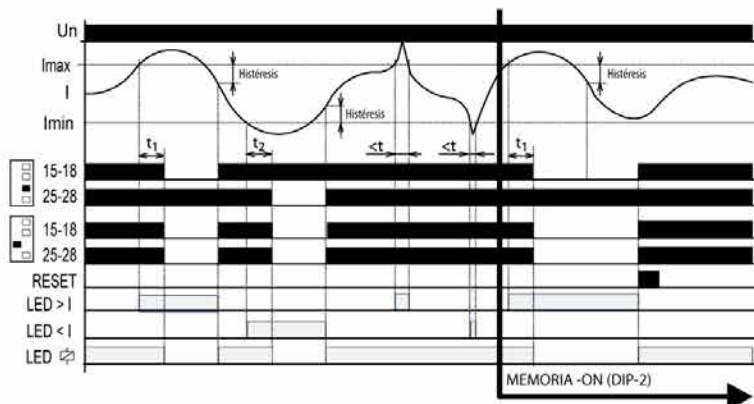 Un
Imax
Histéresis
Histéresis
I
Histéresis
Imin
t1
t2
<t
<t
t1
15-18
25-28
15-18
25-28
RESET
LED > I
LED < I
LED
MEMORIA -ON (DIP-2)